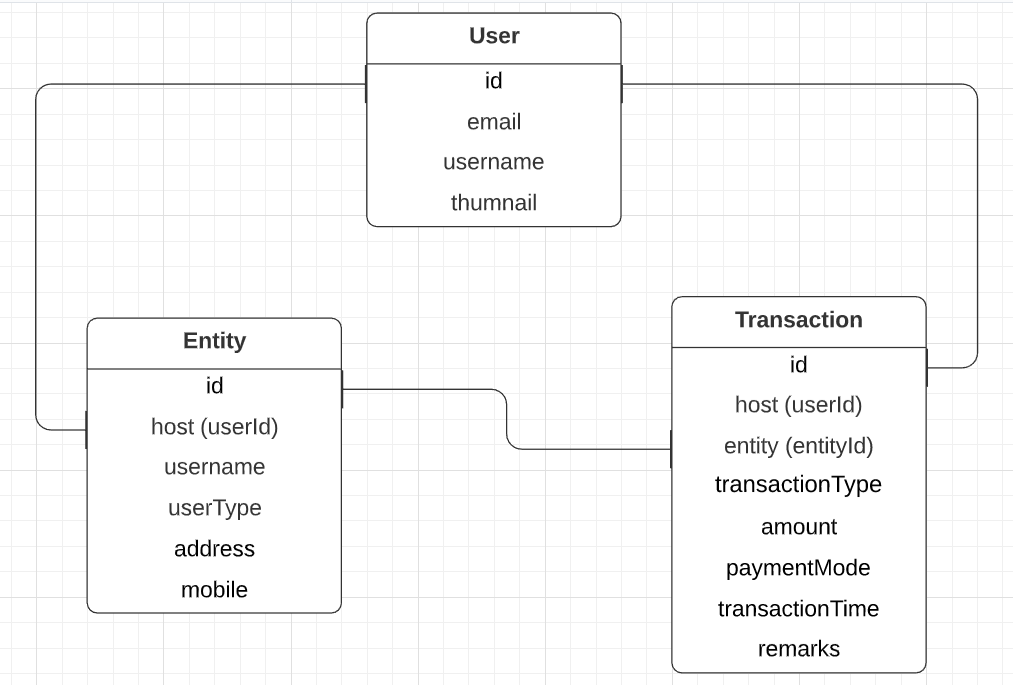 User
id
email
username
thumnail
Entity
id
host (userId)
username
userType
address
mobile
Transaction
id
host (userId)
entity (entityId)
transactionType
amount
paymentMode
transactionTime
remarks